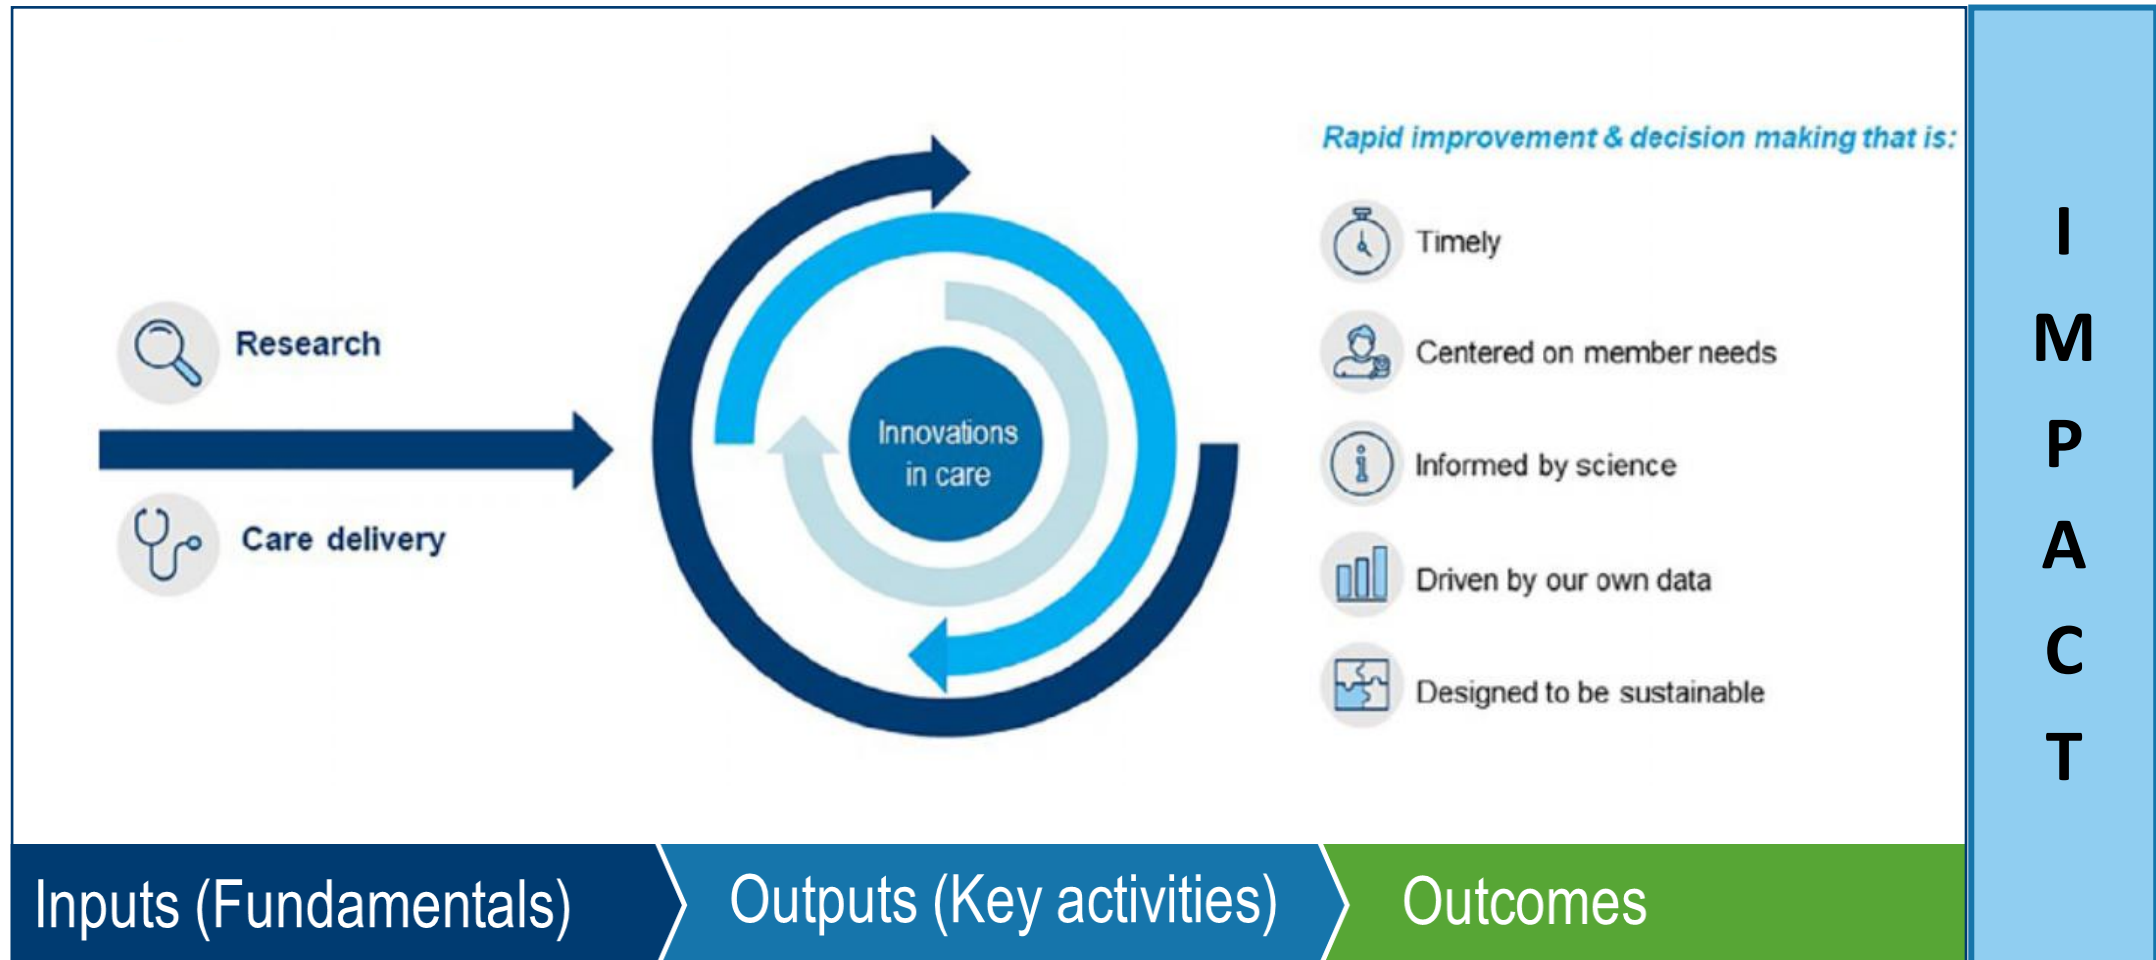 Research
Care delivery
Innovations
in care
Rapid improvement & decision making that is:
Timely
Centered on member needs
Informed by science
Driven by our own data
Designed to be sustainable
Inputs (Fundamentals)
Outputs (Key activities)
Outcomes
I
M
P
A
C
T